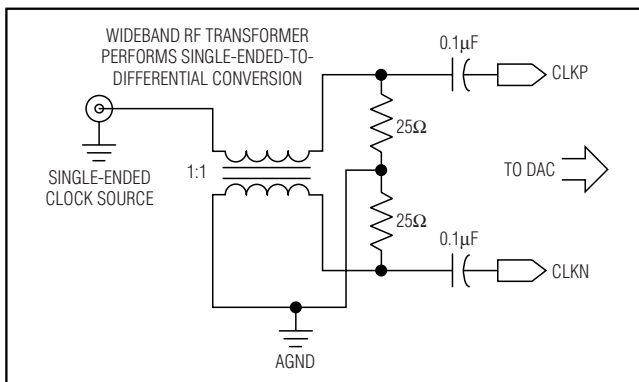 WIDEBAND RF TRANSFORMER
PERFORMS SINGLE-ENDED-TO-
DIFFERENTIAL CONVERSION
0.1µF
CLKP
25Ω
1:1
SINGLE-ENDED
CLOCK SOURCE
TO DAC
25Ω
0.1µF
CLKN
AGND